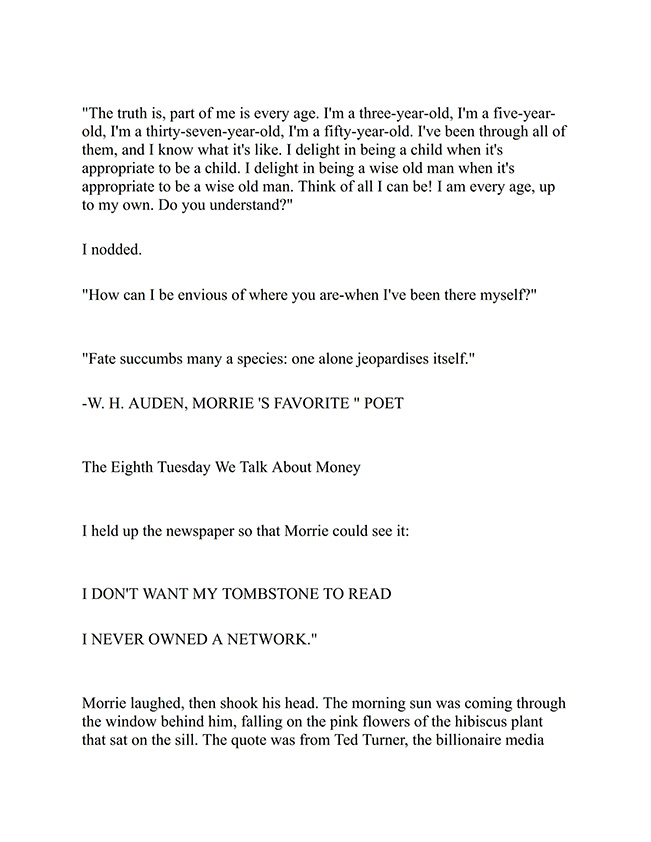 "The truth is, part of me is every age. I'm a three-year-old, I'm a five-year-
old, I'm a thirty-seven-year-old, I'm a fifty-year-old. I've been through all of
them, and I know what it's like. I delight in being a child when it's
appropriate to be a child. I delight in being a wise old man when it's
appropriate to be a wise old man. Think of all I can be! I am every age, up
to my own. Do you understand?"
I nodded.
"How can I be envious of where you are-when I've been there myself?"
"Fate succumbs many a species: one alone jeopardises itself."
-W. H. AUDEN, MORRIE 'S FAVORITE " POET
The Eighth Tuesday We Talk About Money
I held up the newspaper so that Morrie could see it:
I DON'T WANT MY TOMBSTONE TO READ
I NEVER OWNED A NETWORK."
Morrie laughed, then shook his head. The morning sun was coming through
the window behind him, falling on the pink flowers of the hibiscus plant
that sat on the sill. The quote was from Ted Turner, the billionaire media